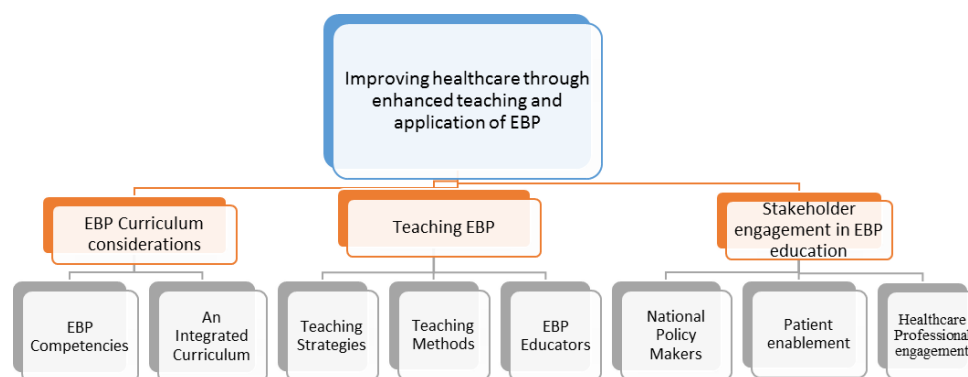 Improving healthcare through
enhanced teaching and
application of EBP
EBP Curriculum
considerations
Teaching EBP
Stakeholder
engagement in EBP
education
EBP
Competencies
An
Integrated
Curriculum
Teaching
Strategies
Teaching
Methods
EBP
Educators
National
Policy
Makers
Patient
enablement
Healthcare
Professional
engagement